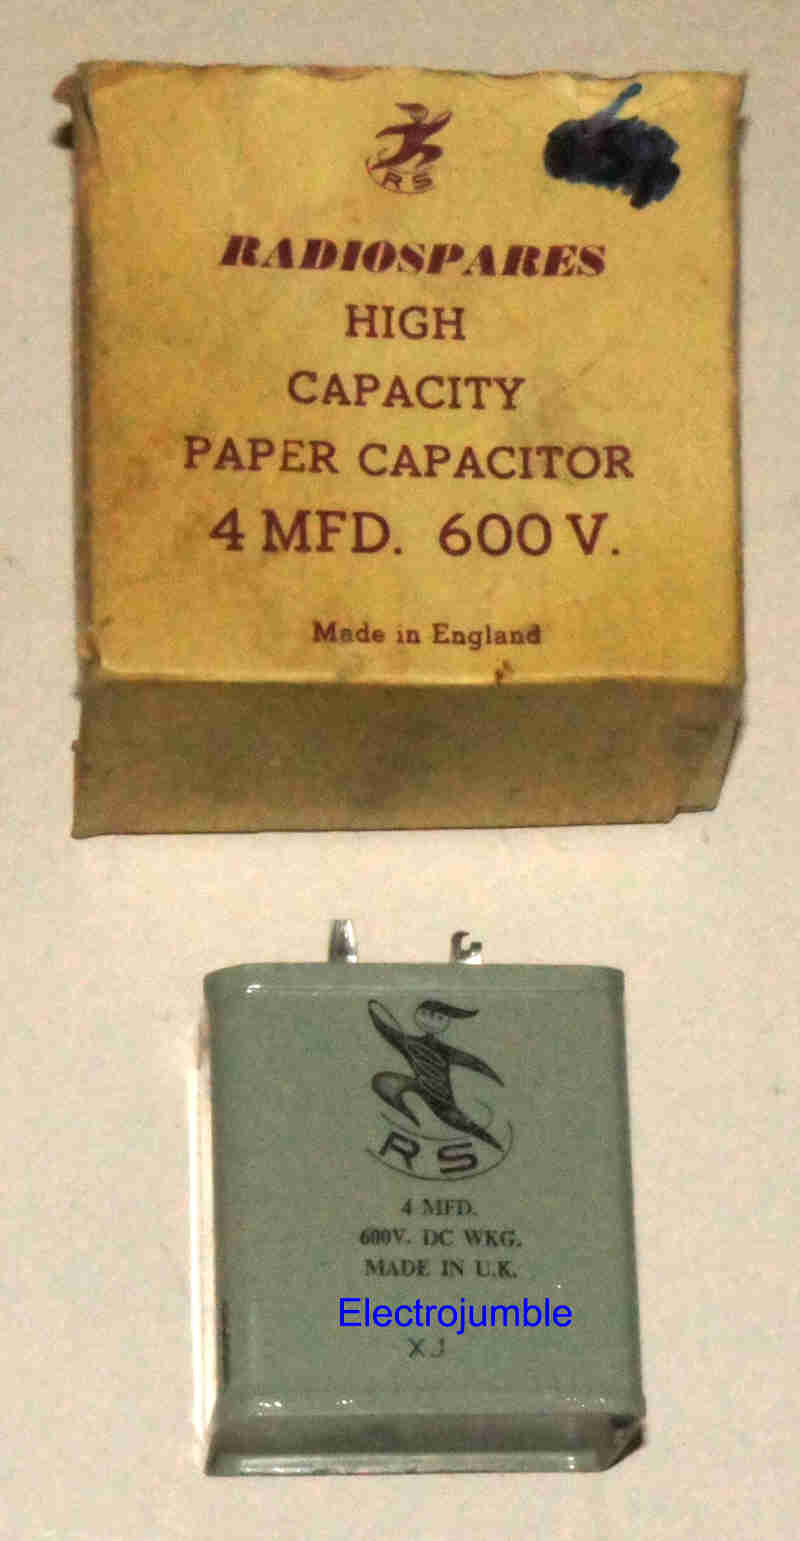 RS
RADIOSPARES
HIGH
CAPACITY
PAPER CAPACITOR
4 MFD. 600 V.
Made in England
RS
4 MFD.
600V. DC WKG.
MADE IN U.K.
Electrojumble
XJ